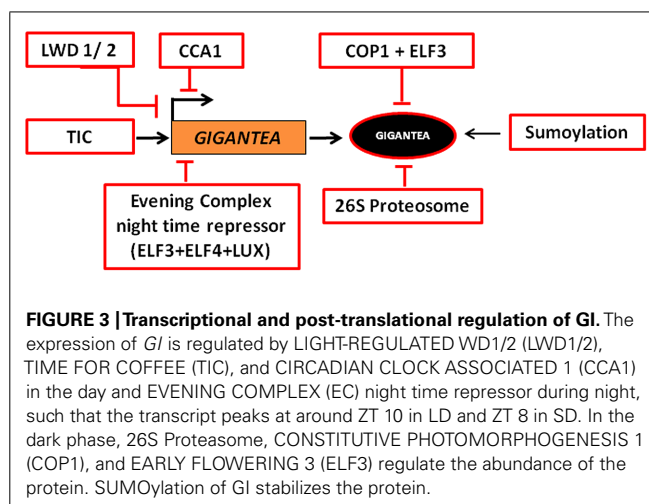 LWD 1/ 2
CCA1
COP1 + ELF3
TIC
GIGANTEA
GIGANTEA
Sumoylation
Evening Complex
night time repressor
(ELF3+ELF4+LUX)
26S Proteosome
FIGURE 3 | Transcriptional and post-translational regulation of GI. The
expression of GI is regulated by LIGHT-REGULATED WD1/2 (LWD1/2),
TIME FOR COFFEE (TIC), and CIRCADIAN CLOCK ASSOCIATED 1 (CCA1)
in the day and EVENING COMPLEX (EC) night time repressor during night,
such that the transcript peaks at around ZT 10 in LD and ZT 8 in SD. In the
dark phase, 26S Proteasome, CONSTITUTIVE PHOTOMORPHOGENESIS 1
(COP1), and EARLY FLOWERING 3 (ELF3) regulate the abundance of the
protein. SUMOylation of GI stabilizes the protein.